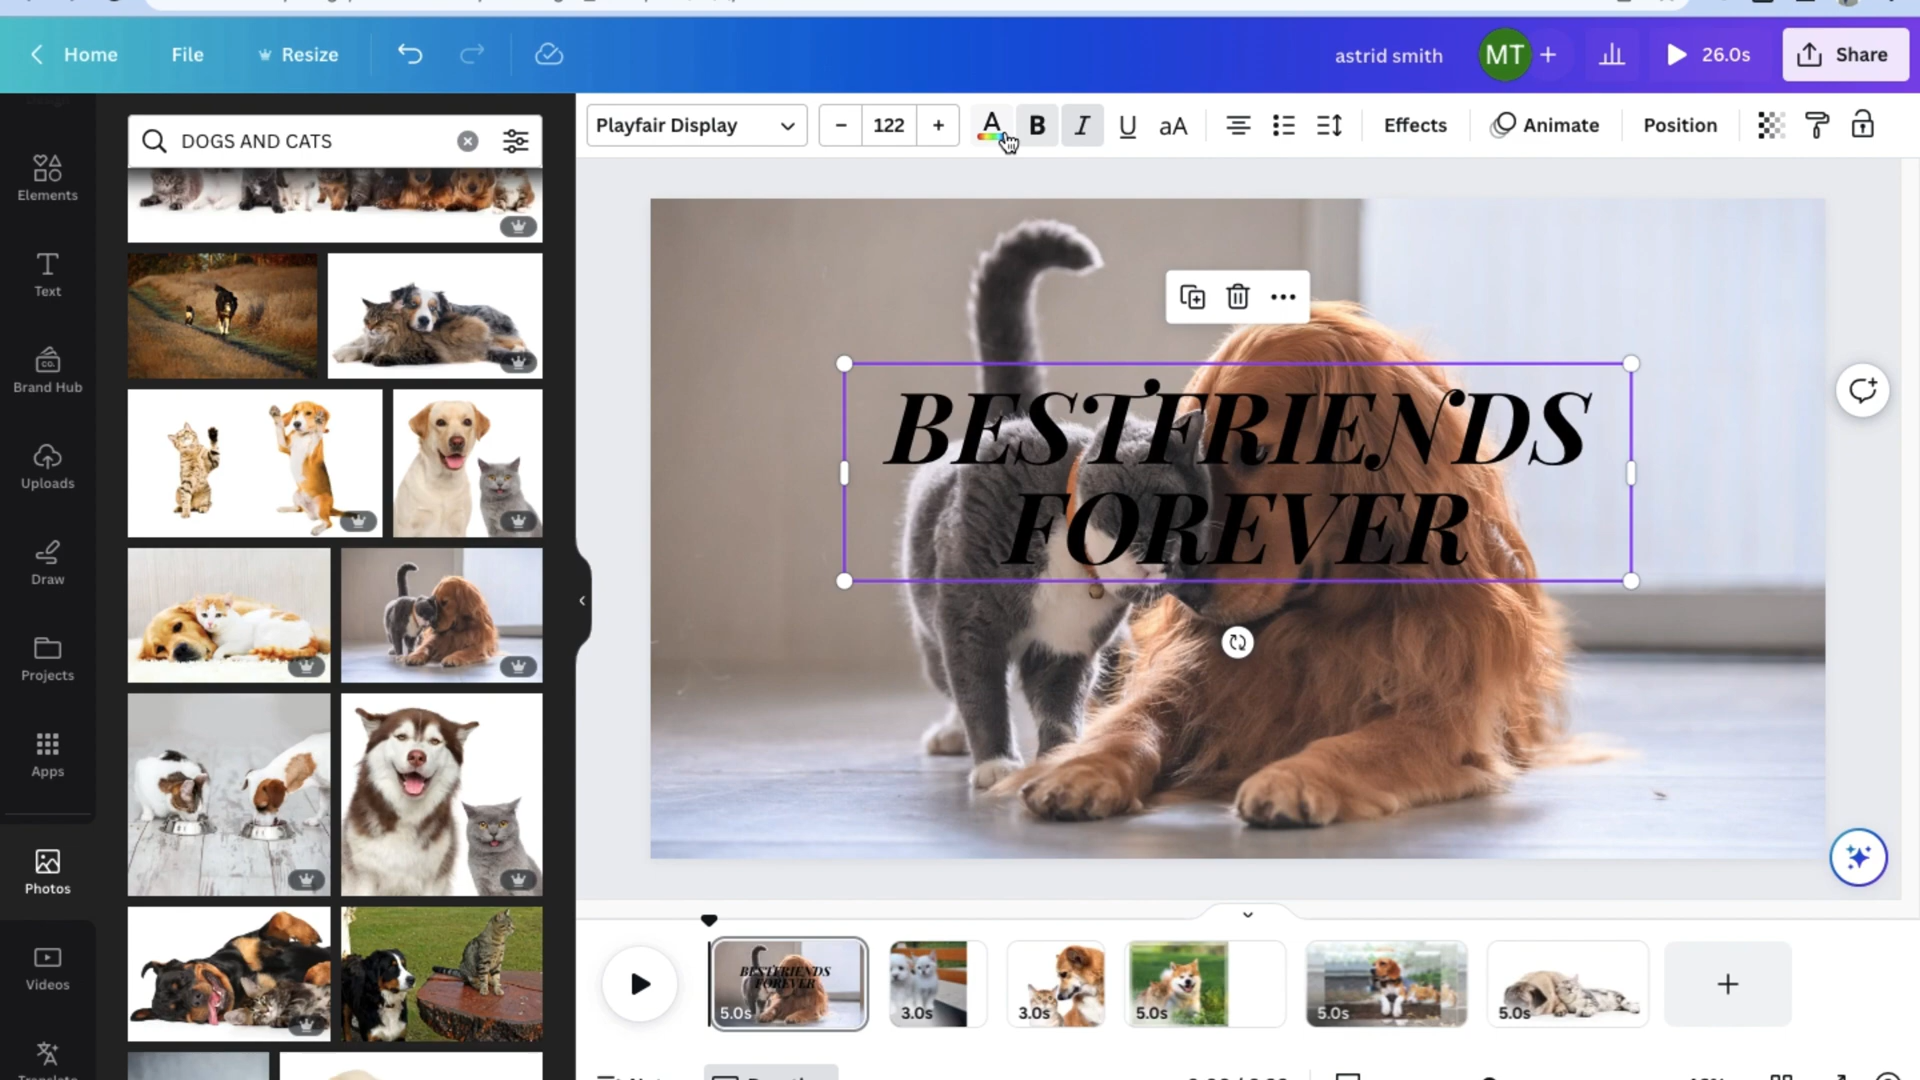 Home File Resize astrid smith MT 26.0s Share
DOGS AND CATS
Playfair Display 122 A B I U aA Effects Animate Position
Elements
Text
Brand Hub
Uploads
Draw
Projects
Apps
Photos
Videos
BESTFRIENDS
FOREVER
BESTFRIENDS
FOREVER
5.0s 3.0s 3.0s 5.0s 5.0s 5.0s